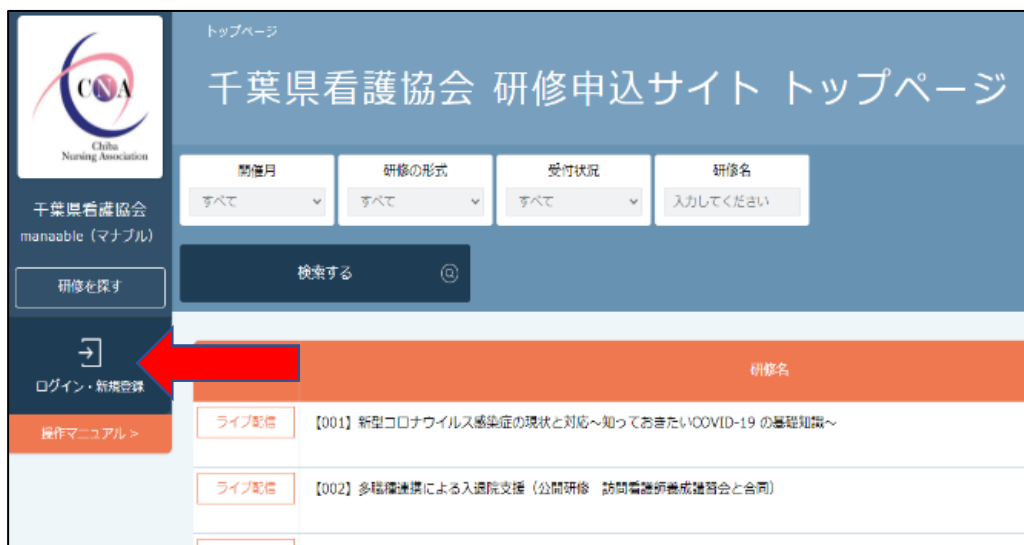 CNA
Chiba
Nursing Association
千葉県看護協会
manaable（マナブル）
研修を探す
ログイン・新規登録
操作マニュアル >
トップページ
千葉県看護協会 研修申込サイト トップページ
開催月
すべて
研修の形式
すべて
受付状況
すべて
研修名
入力してください
検索する
研修名
ライブ配信
【001】新型コロナウイルス感染症の現状と対応～知っておきたいCOVID-19 の基礎知識～
ライブ配信
【002】多職種連携による入退院支援（公開研修 訪問看護師養成講習会と合同）